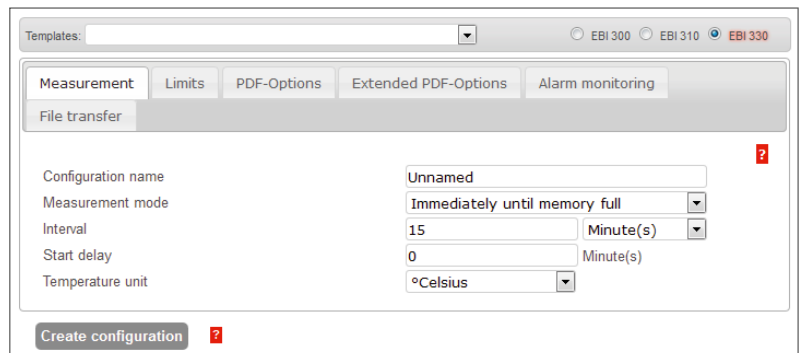 Templates: EBI 300 EBI 310 EBI 330
Measurement Limits PDF-Options Extended PDF-Options Alarm monitoring
File transfer
?
Configuration name Unnamed
Measurement mode Immediately until memory full
Interval 15 Minute(s)
Start delay 0 Minute(s)
Temperature unit °Celsius
Create configuration ?